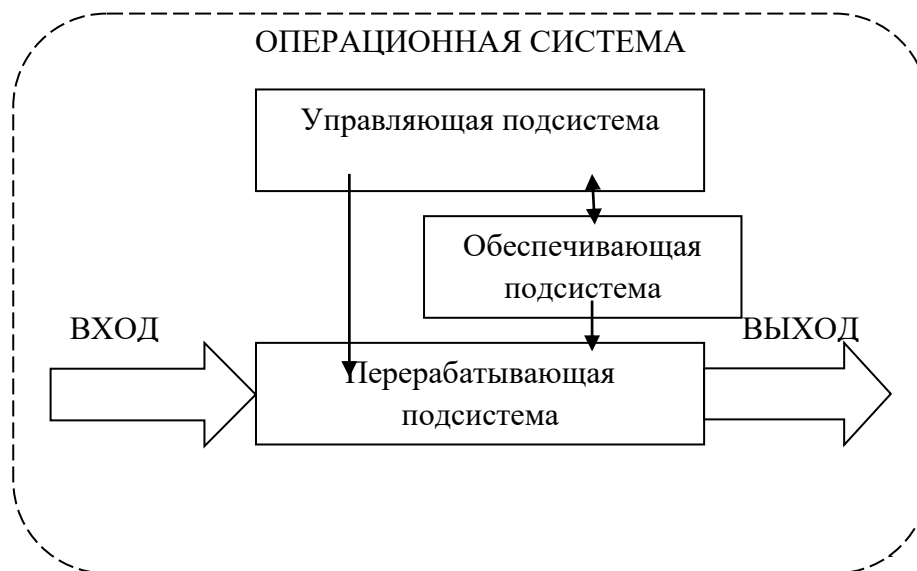 ОПЕРАЦИОННАЯ СИСТЕМА
Управляющая подсистема
Обеспечивающая
подсистема
ВХОД
ВЫХОД
Перерабатывающая
подсистема